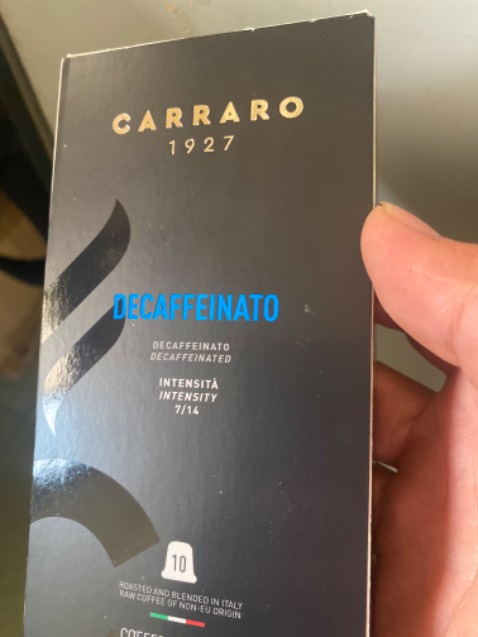 CARRARO
1927
DECAFFEINATO
DECAFFEINATO
DECAFFEINATED
INTENSITÀ
INTENSITY
7/14
10
ROASTED AND BLENDED IN ITALY
RAW COFFEE OF NON-EU ORIGIN